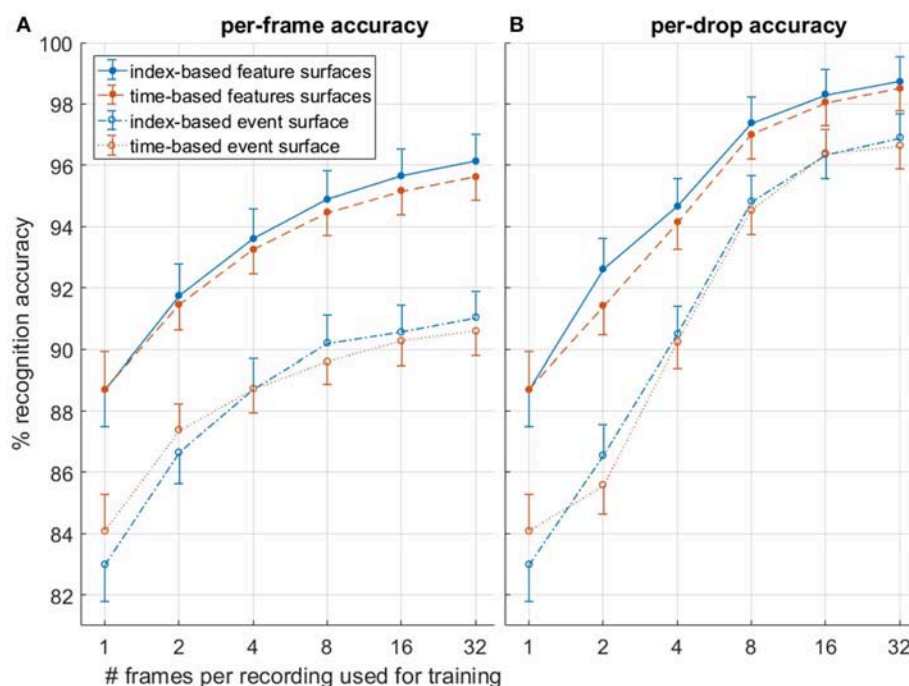 A
per-frame accuracy
B
per-drop accuracy
100
98
96
94
92
90
88
86
84
82
% recognition accuracy
index-based feature surfaces
time-based features surfaces
index-based event surface
time-based event surface
1 2 4 8 16 32
1 2 4 8 16 32
# frames per recording used for training